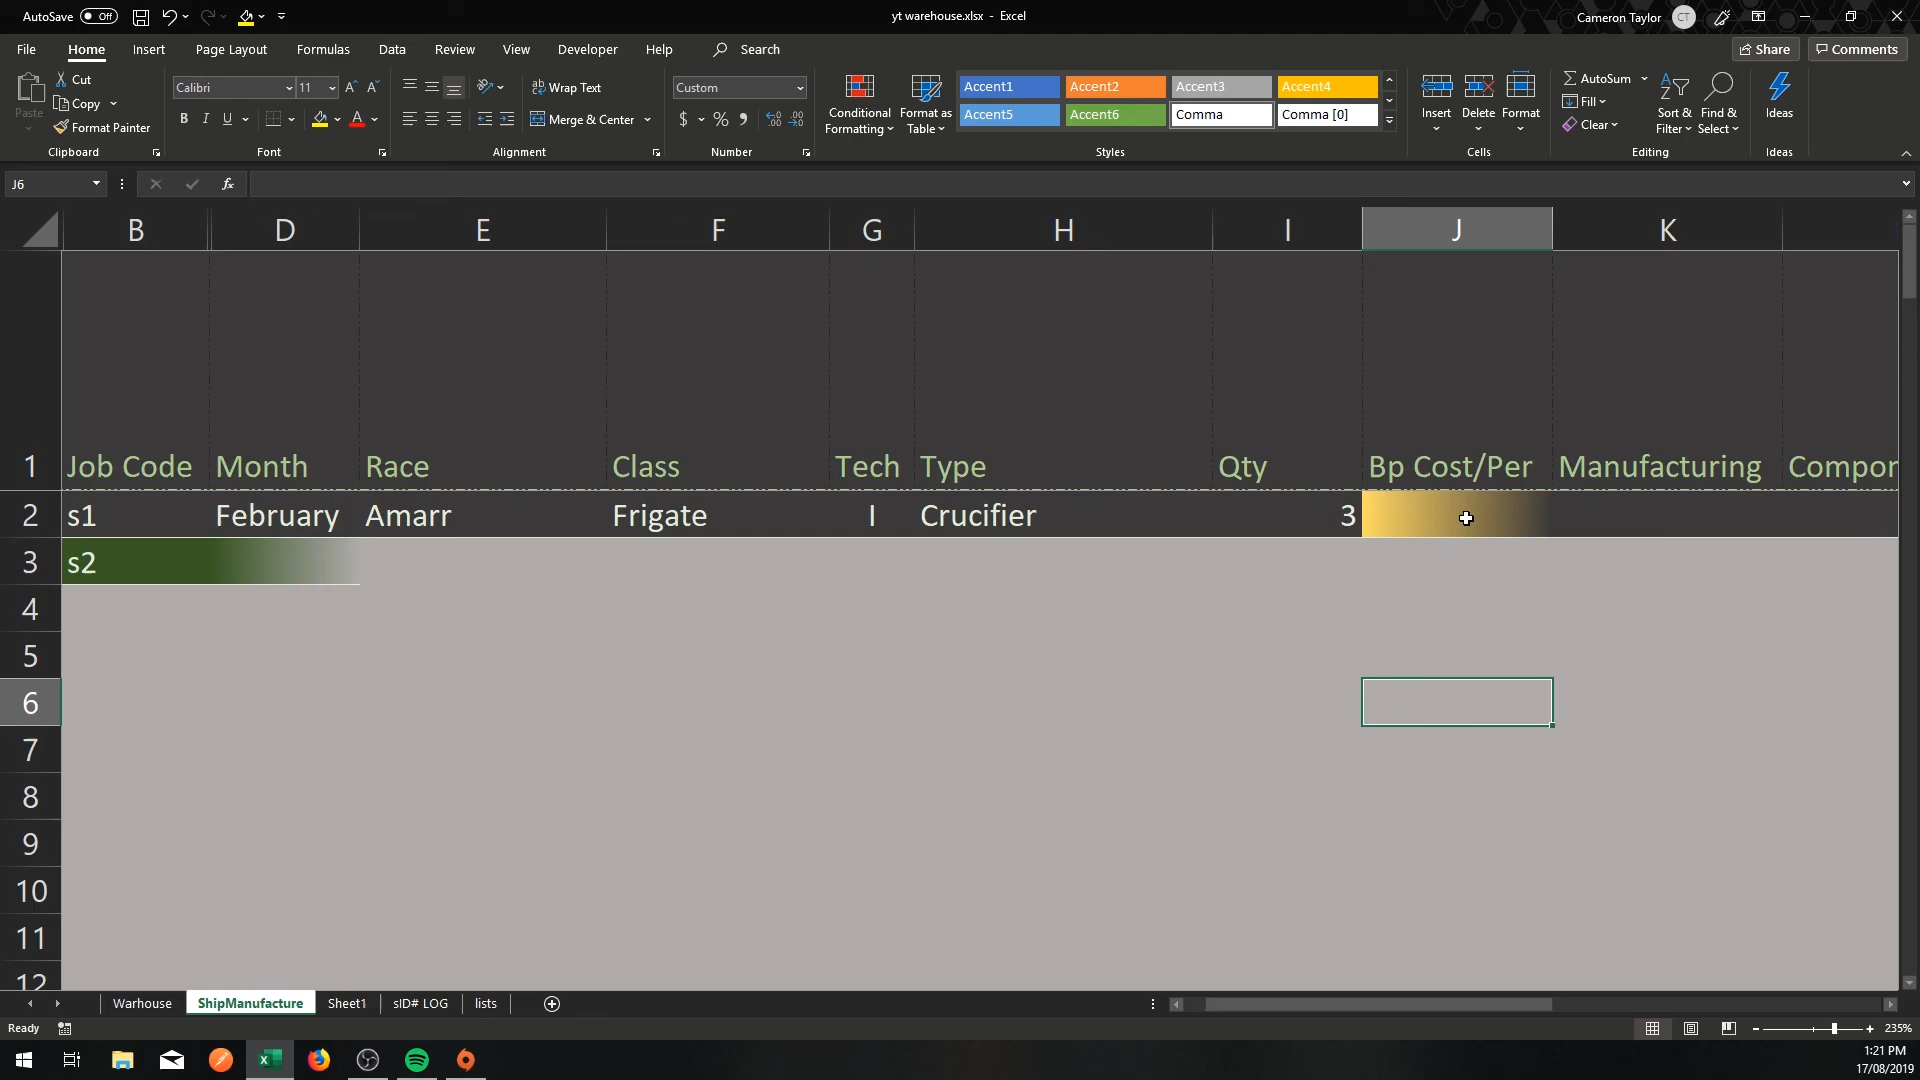 AutoSave Off
yt warehouse.xlsx - Excel
Cameron Taylor CT
File Home Insert Page Layout Formulas Data Review View Developer Help Search
Share Comments
Paste
Cut
Copy
Format Painter
Clipboard
Calibri 11
B I U
Font
Wrap Text
Merge & Center
Alignment
Custom
$ % 9
Number
Conditional Formatting
Format as Table
Accent1 Accent2 Accent3 Accent4
Accent5 Accent6 Comma Comma [0]
Styles
Insert Delete Format
Cells
AutoSum
Fill
Clear
Sort & Filter
Find & Select
Editing
Ideas
Ideas
J6 fx
B D E F G H I J K
1 Job Code Month Race Class Tech Type Qty Bp Cost/Per Manufacturing Compor
2 s1 February Amarr Frigate I Crucifier 3
3 s2
4
5
6
7
8
9
10
11
12
Warhouse ShipManufacture Sheet1 sID# LOG lists
Ready 235%
1:21 PM
17/08/2019